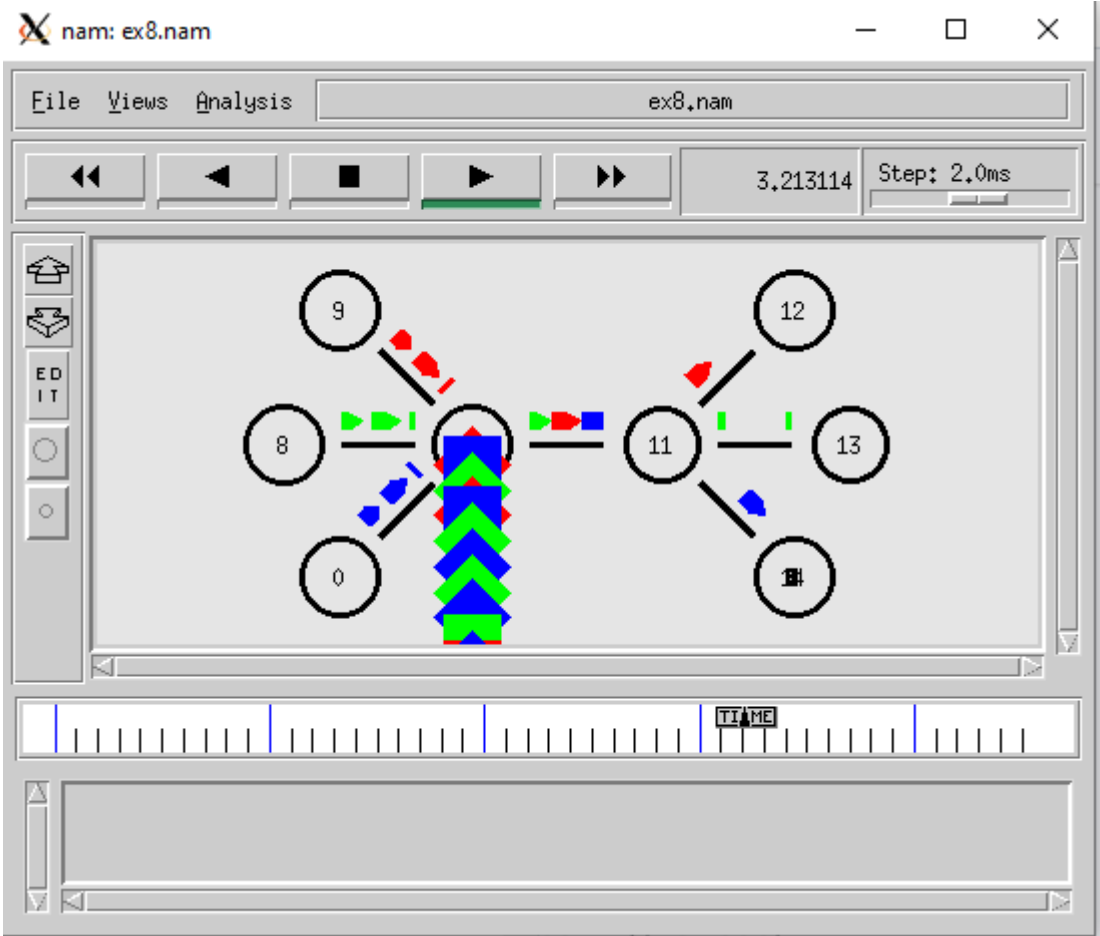 nam: ex8.nam
File Views Analysis ex8.nam
3.213114 Step: 2.0ms
ED
IT
9 12
8 11 13
0
TIME